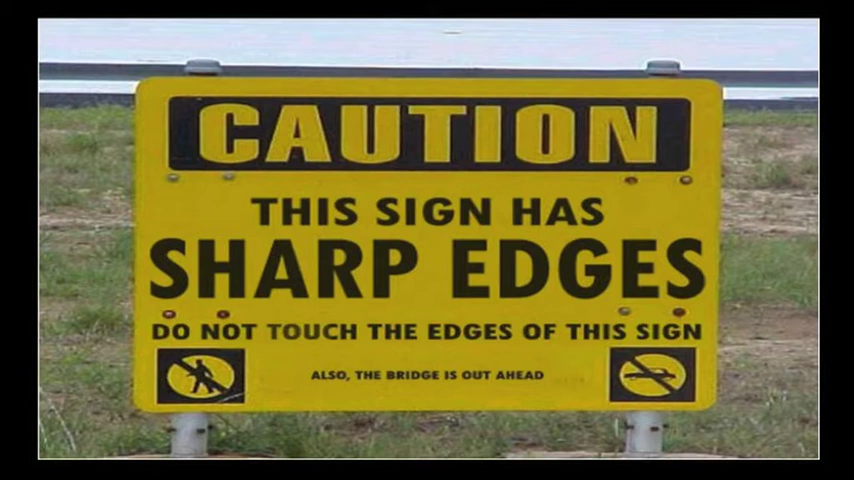 CAUTION
THIS SIGN HAS
SHARP EDGES
DO NOT TOUCH THE EDGES OF THIS SIGN
ALSO, THE BRIDGE IS OUT AHEAD